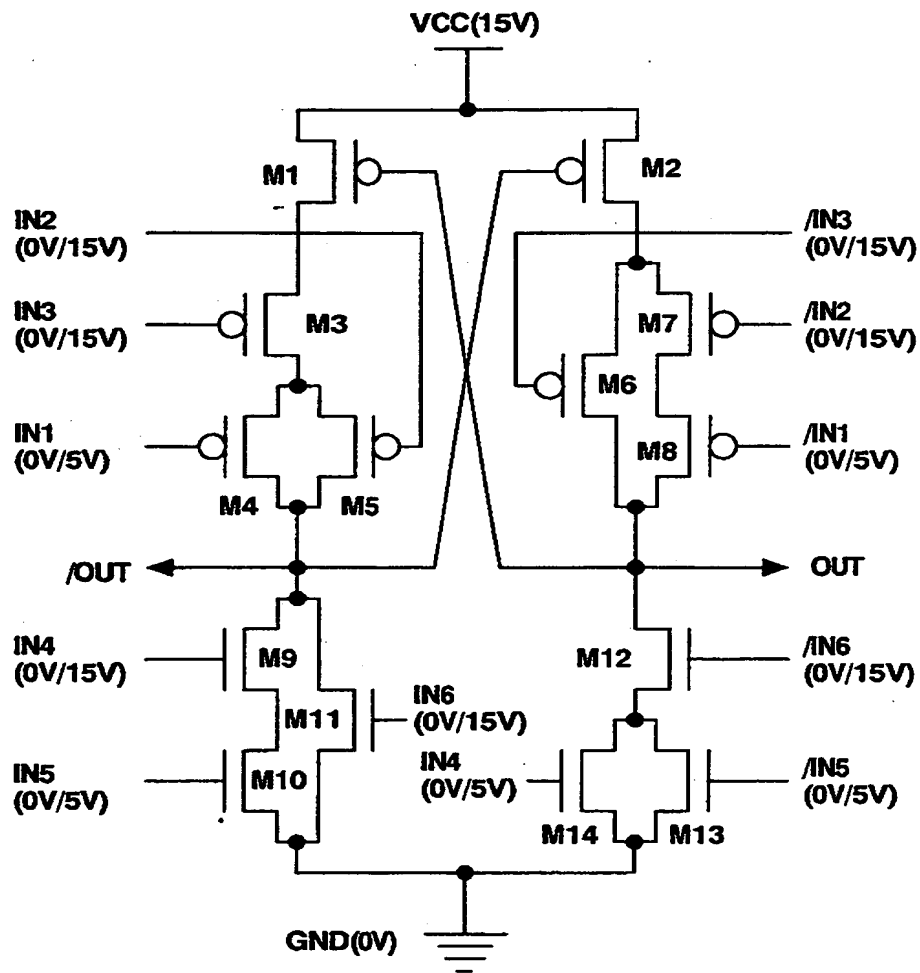 VCC(15V)
M1
M2
IN2
(0V/15V)
/IN3
(0V/15V)
IN3
(0V/15V)
M3
M7
/IN2
(0V/15V)
M6
IN1
(0V/5V)
M8
/IN1
(0V/5V)
M4
M5
/OUT
OUT
IN4
(0V/15V)
M9
M12
/IN6
(0V/15V)
M11
IN6
(0V/15V)
IN5
(0V/5V)
M10
IN4
(0V/5V)
/IN5
(0V/5V)
M14
M13
GND(0V)